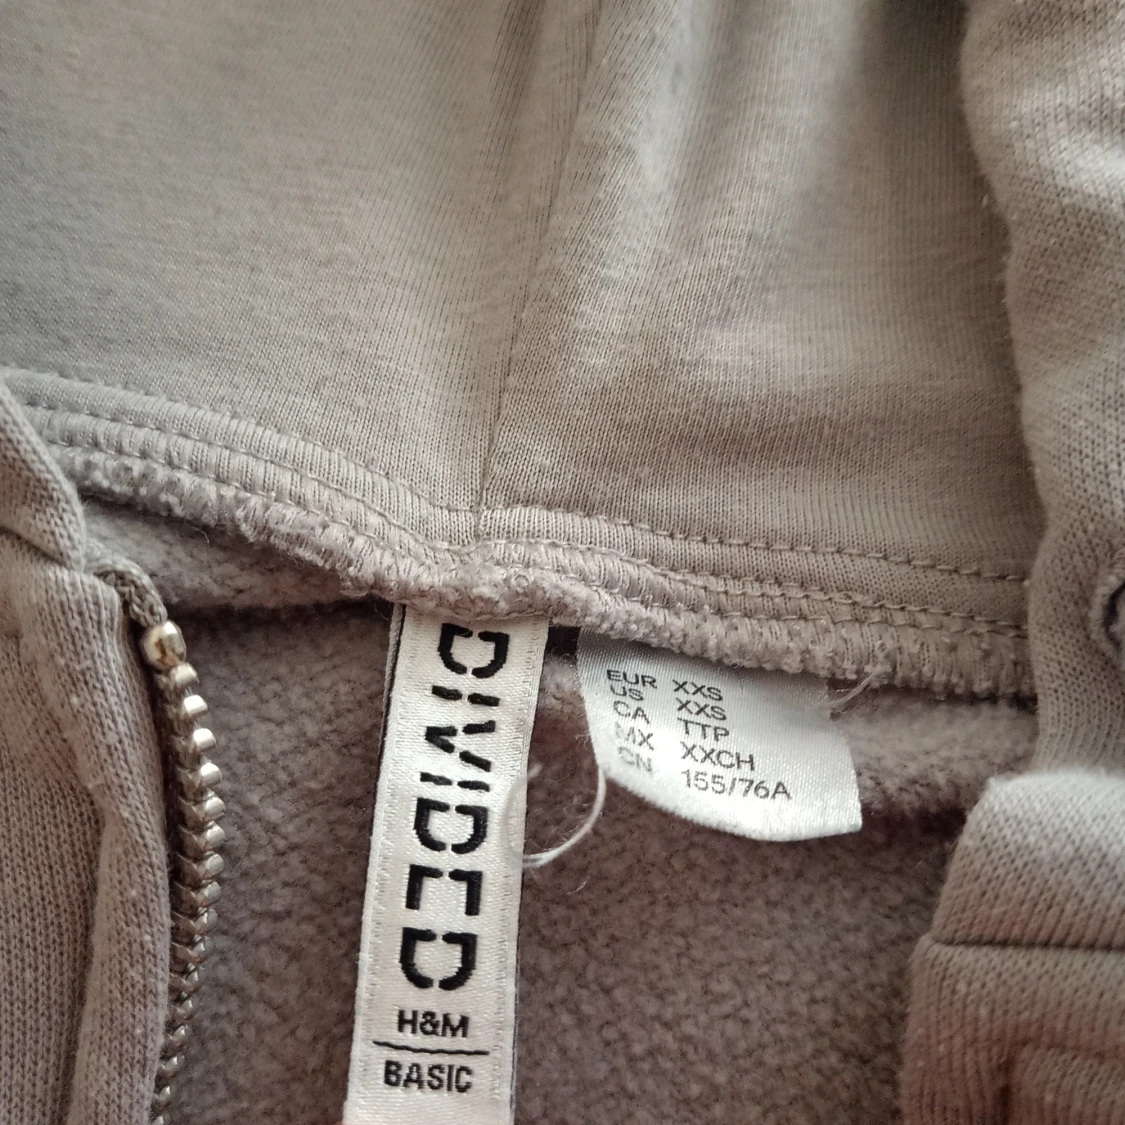 DIVIDED
H&M
BASIC
EUR XXS
US XXS
CA TTP
MX XXCH
CN 155/76A